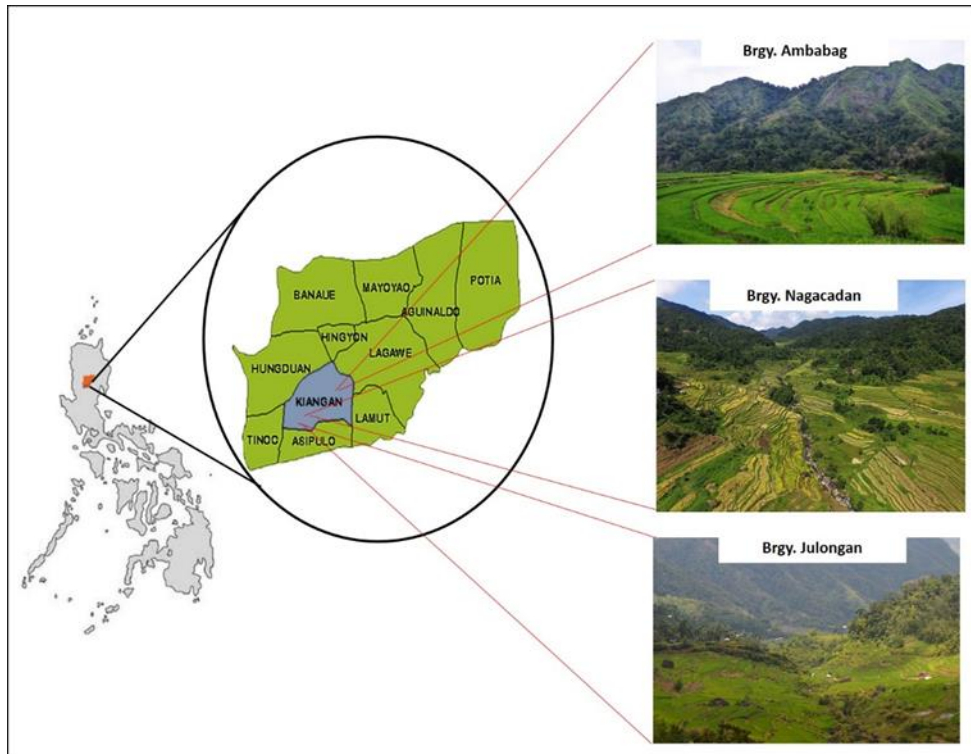 Brgy. Ambabag
POTIA
MAYOYAO
BANAUE
AGUINALDO
Brgy. Nagacadan
HINGYON
LAGAWE
HUNGDUAN
KIANGAN
LAMUT
TINOC
ASIPULO
Brgy. Julongan